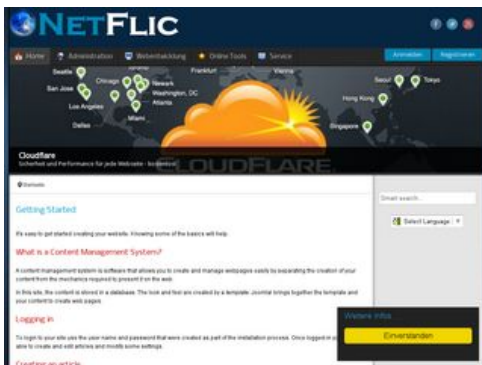 NETFLIC
Home Administration Webentwicklung Online Tools Service Anmelden Registrieren
Seattle
Chicago
Newark
San Jose
Washington, DC
Los Angeles
Atlanta
Dallas
Miami
Frankfurt
Vienna
Seoul
Tokyo
Hong Kong
Singapore
CLOUDFLARE
Cloudflare
Sicherheit und Performance für jede Webseite - kostenlos
Startseite
Smart search...
Select Language
Getting Started
It's easy to get started creating your website. Knowing some of the basics will help.
What is a Content Management System?
A content management system is software that allows you to create and manage webpages easily by separating the creation of your
content from the mechanics required to present it on the web.
In this site, the content is stored in a database. The look and feel are created by a template. Joomla! brings together the template and
your content to create web pages.
Logging in
To login to your site use the user name and password that were created as part of the installation process. Once logged in
able to create and edit articles and modify some settings.
Creating an article
Weitere Infos
Einverstanden